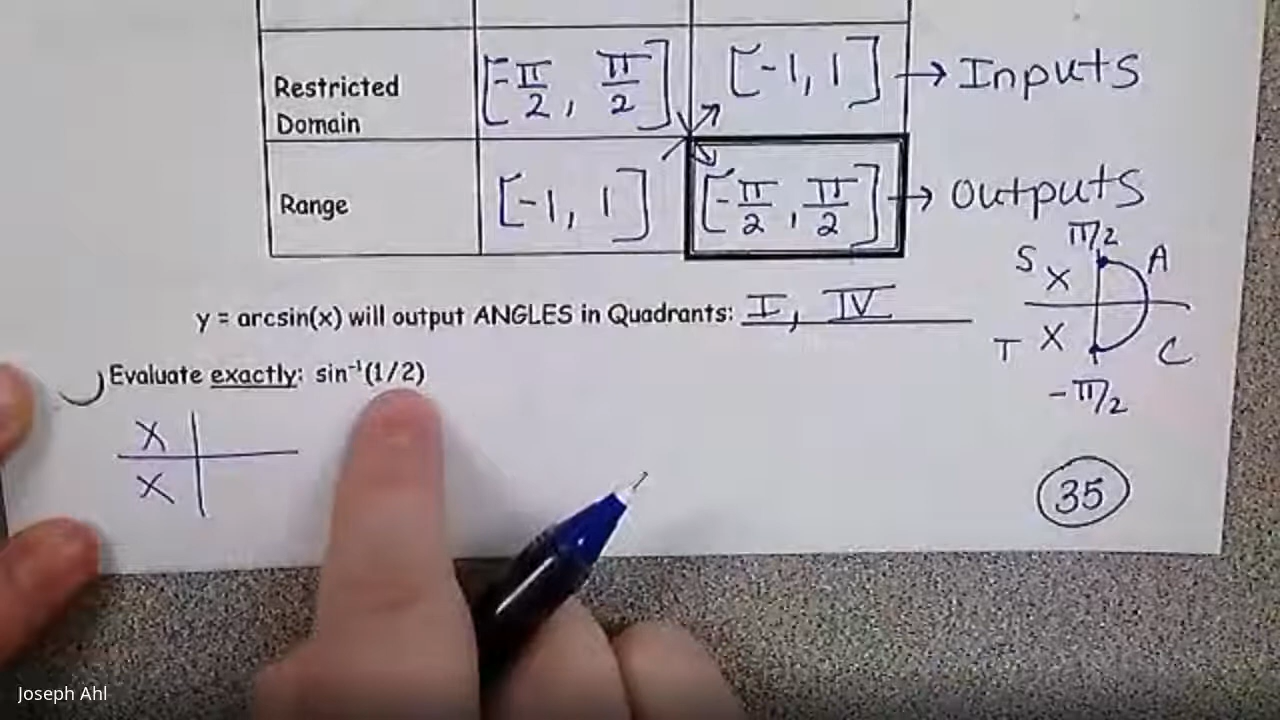 Restricted Domain [-π/2, π/2] [-1, 1] → Inputs
Range [-1, 1] [-π/2, π/2] → Outputs
π/2
S X A
y = arcsin(x) will output ANGLES in Quadrants: I, IV
T X C
-π/2
Evaluate exactly: sin⁻¹(1/2)
X
X
35
Joseph Ahl